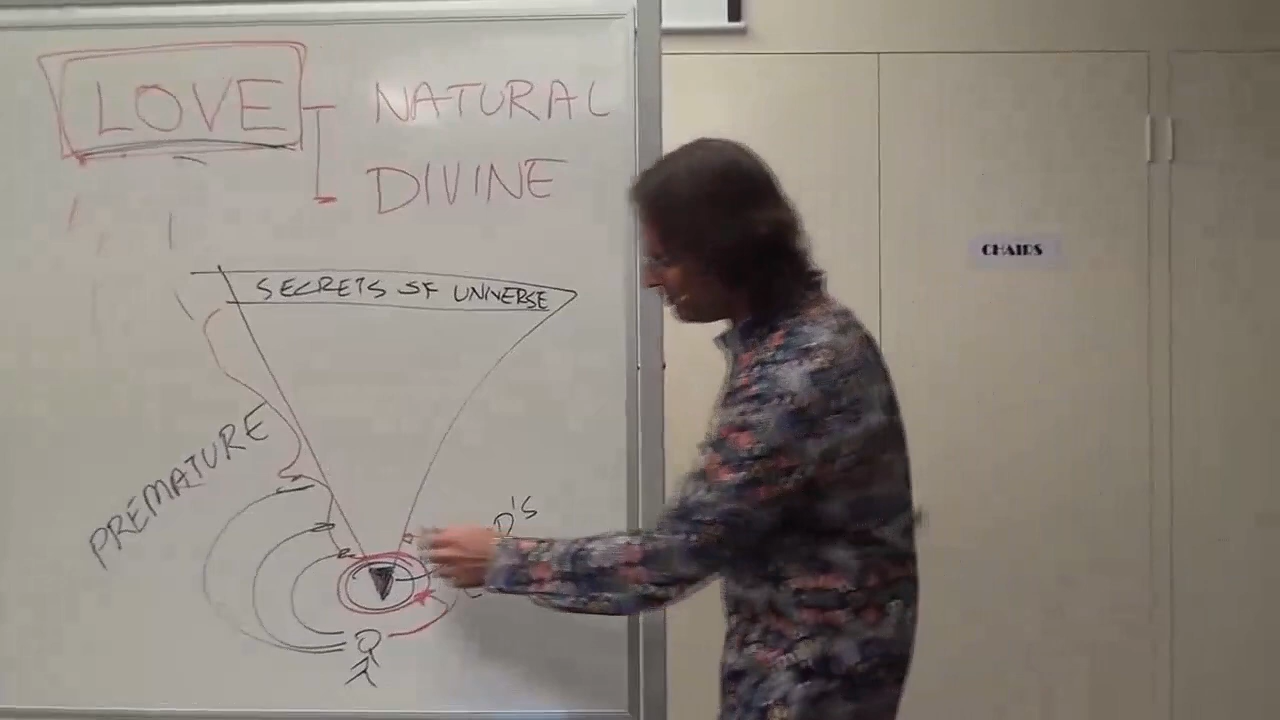 LOVE
NATURAL
DIVINE
SECRETS OF UNIVERSE
CHAIRS
PREMATURE